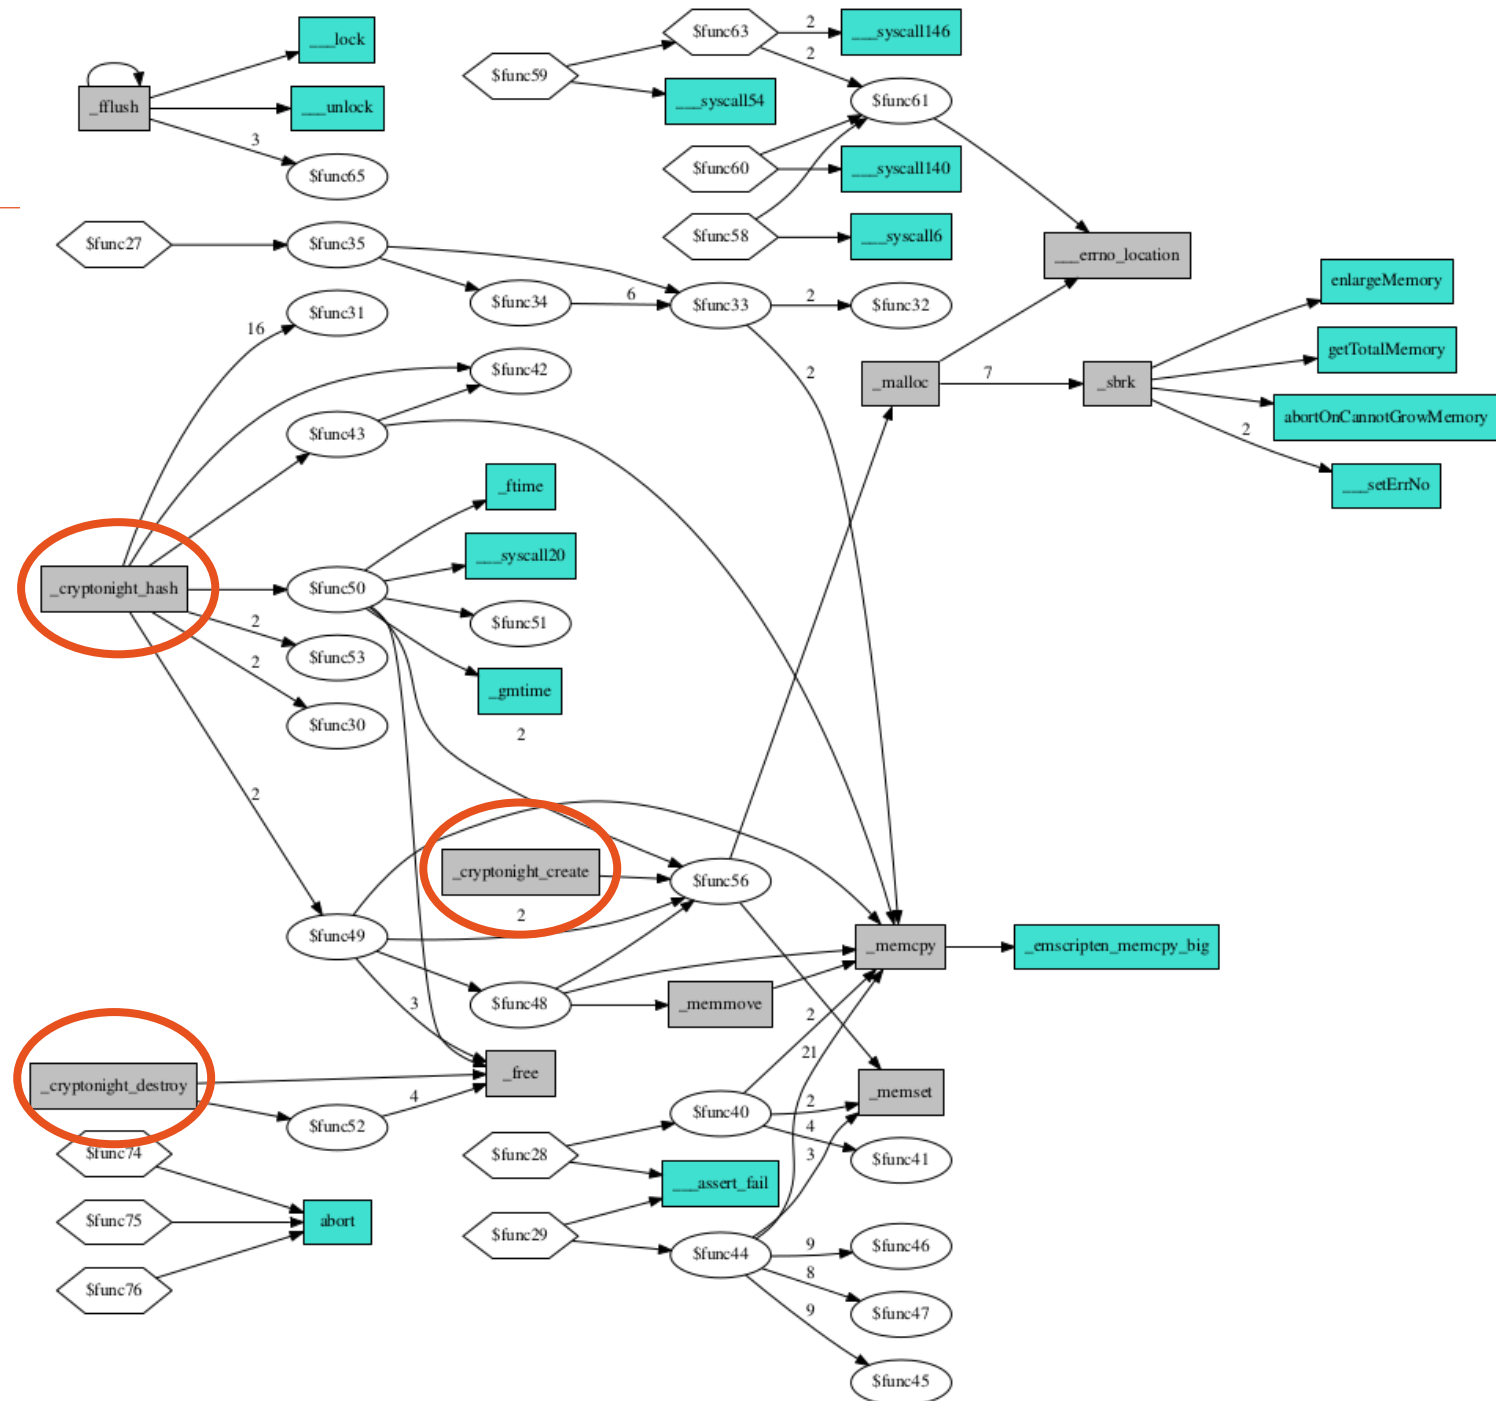 ___lock
_fflush
___unlock
3
$func65
$func63
2
___syscall146
2
$func59
___syscall54
$func61
$func60
___syscall140
$func58
___syscall6
$func27
$func35
$func34
6
$func33
2
$func32
___errno_location
enlargeMemory
getTotalMemory
abortOnCannotGrowMemory
2
___setErrNo
_malloc
7
_sbrk
16
$func31
$func42
$func43
2
_cryptonight_hash
_ftime
___syscall20
$func50
$func51
2
$func53
_gmtime
2
2
$func30
2
_cryptonight_create
2
$func56
$func49
_memcpy
_emscripten_memcpy_big
3
$func48
_memmove
2
21
_cryptonight_destroy
_free
4
$func52
_memset
$func40
2
4
$func41
3
$func74
$func28
___assert_fail
$func75
abort
$func29
$func44
9
$func46
8
$func76
9
$func47
$func45